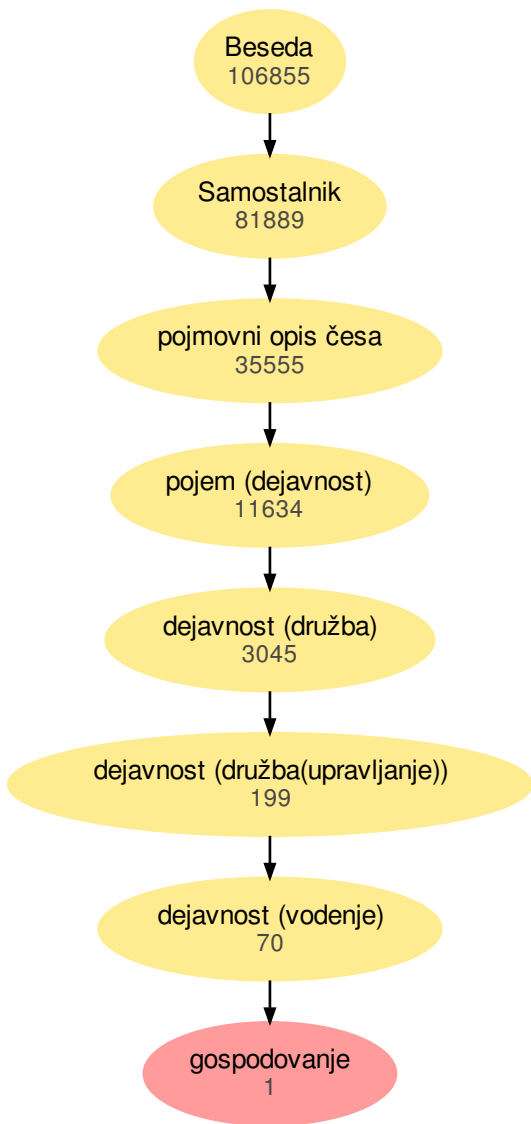 Beseda
106855
Samostalnik
81889
pojmovni opis česa
35555
pojem (dejavnost)
11634
dejavnost (družba)
3045
dejavnost (družba(upravljanje))
199
dejavnost (vodenje)
70
gospodovanje
1